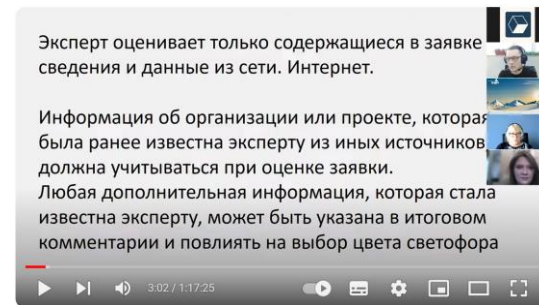 Эксперт оценивает только содержащиеся в заявке
сведения и данные из сети. Интернет.
Информация об организации или проекте, которая
была ранее известна эксперту из иных источников,
должна учитываться при оценке заявки.
Любая дополнительная информация, которая стала
известна эксперту, может быть указана в итоговом
комментарии и повлиять на выбор цвета светофора
3:02 / 1:17:25